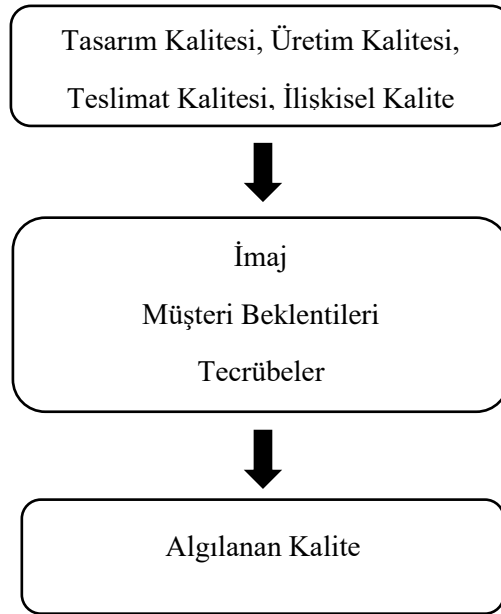 Tasarım Kalitesi, Üretim Kalitesi,
Teslimat Kalitesi, İlişkisel Kalite
İmaj
Müşteri Beklentileri
Tecrübeler
Algılanan Kalite